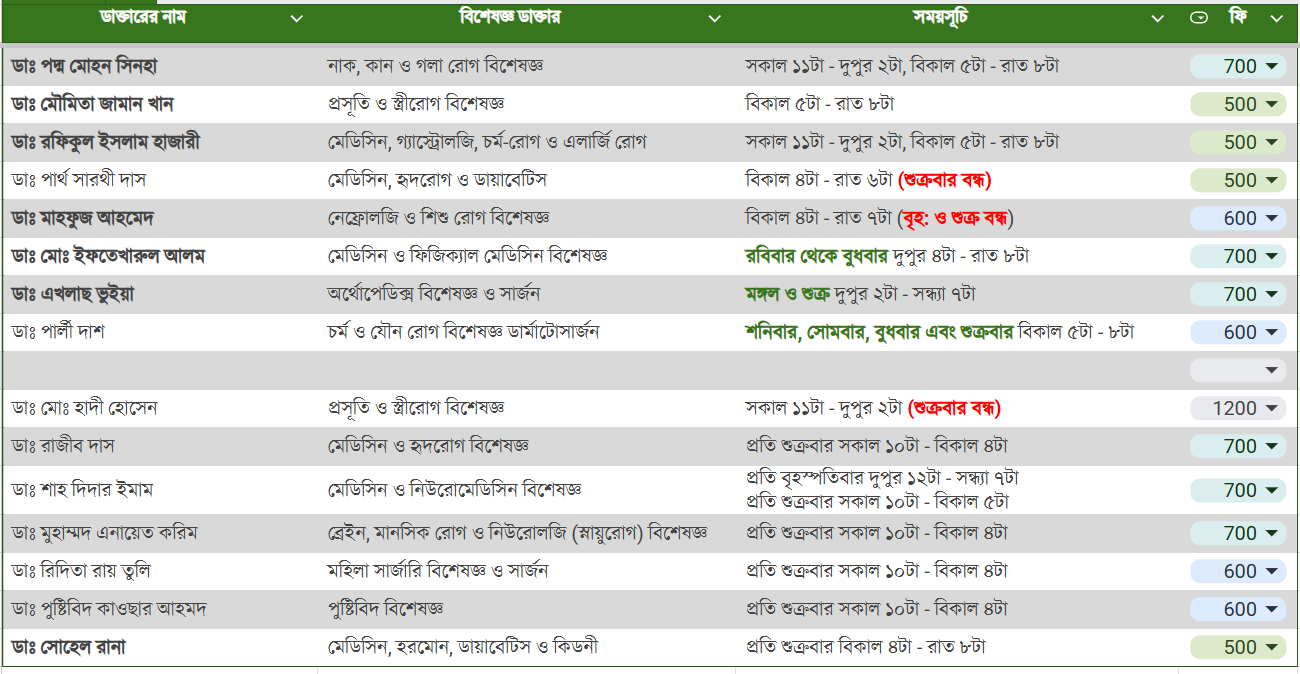 ডাক্তারের নাম বিশেষজ্ঞ ডাক্তার সময়সূচি ফি
ডাঃ পদ্ম মোহন সিনহা নাক, কান ও গলা রোগ বিশেষজ্ঞ সকাল ১১টা - দুপুর ২টা, বিকাল ৫টা - রাত ৮টা 700
ডাঃ মৌমিতা জামান খান প্রসূতি ও স্ত্রীরোগ বিশেষজ্ঞ বিকাল ৫টা - রাত ৮টা 500
ডাঃ রফিকুল ইসলাম হাজারী মেডিসিন, গ্যাস্ট্রোলজি, চর্ম-রোগ ও এলার্জি রোগ সকাল ১১টা - দুপুর ২টা, বিকাল ৫টা - রাত ৮টা 500
ডাঃ পার্থ সারথী দাস মেডিসিন, হৃদরোগ ও ডায়াবেটিস বিকাল ৪টা - রাত ৬টা (শুক্রবার বন্ধ) 500
ডাঃ মাহফুজ আহমেদ নেফ্রোলজি ও শিশু রোগ বিশেষজ্ঞ বিকাল ৪টা - রাত ৭টা (বৃহ: ও শুক্র বন্ধ) 600
ডাঃ মোঃ ইফতেখারুল আলম মেডিসিন ও ফিজিক্যাল মেডিসিন বিশেষজ্ঞ রবিবার থেকে বুধবার দুপুর ৪টা - রাত ৮টা 700
ডাঃ এখলাছ ভুইয়া অর্থোপেডিক্স বিশেষজ্ঞ ও সার্জন মঙ্গল ও শুক্র দুপুর ২টা - সন্ধ্যা ৭টা 700
ডাঃ পার্লী দাশ চর্ম ও যৌন রোগ বিশেষজ্ঞ ডার্মাটোসার্জন শনিবার, সোমবার, বুধবার এবং শুক্রবার বিকাল ৫টা - ৮টা 600
ডাঃ মোঃ হাদী হোসেন প্রসূতি ও স্ত্রীরোগ বিশেষজ্ঞ সকাল ১১টা - দুপুর ২টা (শুক্রবার বন্ধ) 1200
ডাঃ রাজীব দাস মেডিসিন ও হৃদরোগ বিশেষজ্ঞ প্রতি শুক্রবার সকাল ১০টা - বিকাল ৪টা 700
ডাঃ শাহ দিদার ইমাম মেডিসিন ও নিউরোমেডিসিন বিশেষজ্ঞ প্রতি বৃহস্পতিবার দুপুর ১২টা - সন্ধ্যা ৭টা
প্রতি শুক্রবার সকাল ১০টা - বিকাল ৫টা 700
ডাঃ মুহাম্মদ এনায়েত করিম ব্রেইন, মানসিক রোগ ও নিউরোলজি (স্নায়ুরোগ) বিশেষজ্ঞ প্রতি শুক্রবার সকাল ১০টা - বিকাল ৪টা 700
ডাঃ রিদিতা রায় তুলি মহিলা সার্জারি বিশেষজ্ঞ ও সার্জন প্রতি শুক্রবার সকাল ১০টা - বিকাল ৪টা 600
ডাঃ পুষ্টিবিদ কাওছার আহমদ পুষ্টিবিদ বিশেষজ্ঞ প্রতি শুক্রবার সকাল ১০টা - বিকাল ৪টা 600
ডাঃ সোহেল রানা মেডিসিন, হরমোন, ডায়াবেটিস ও কিডনী প্রতি শুক্রবার বিকাল ৪টা - রাত ৮টা 500